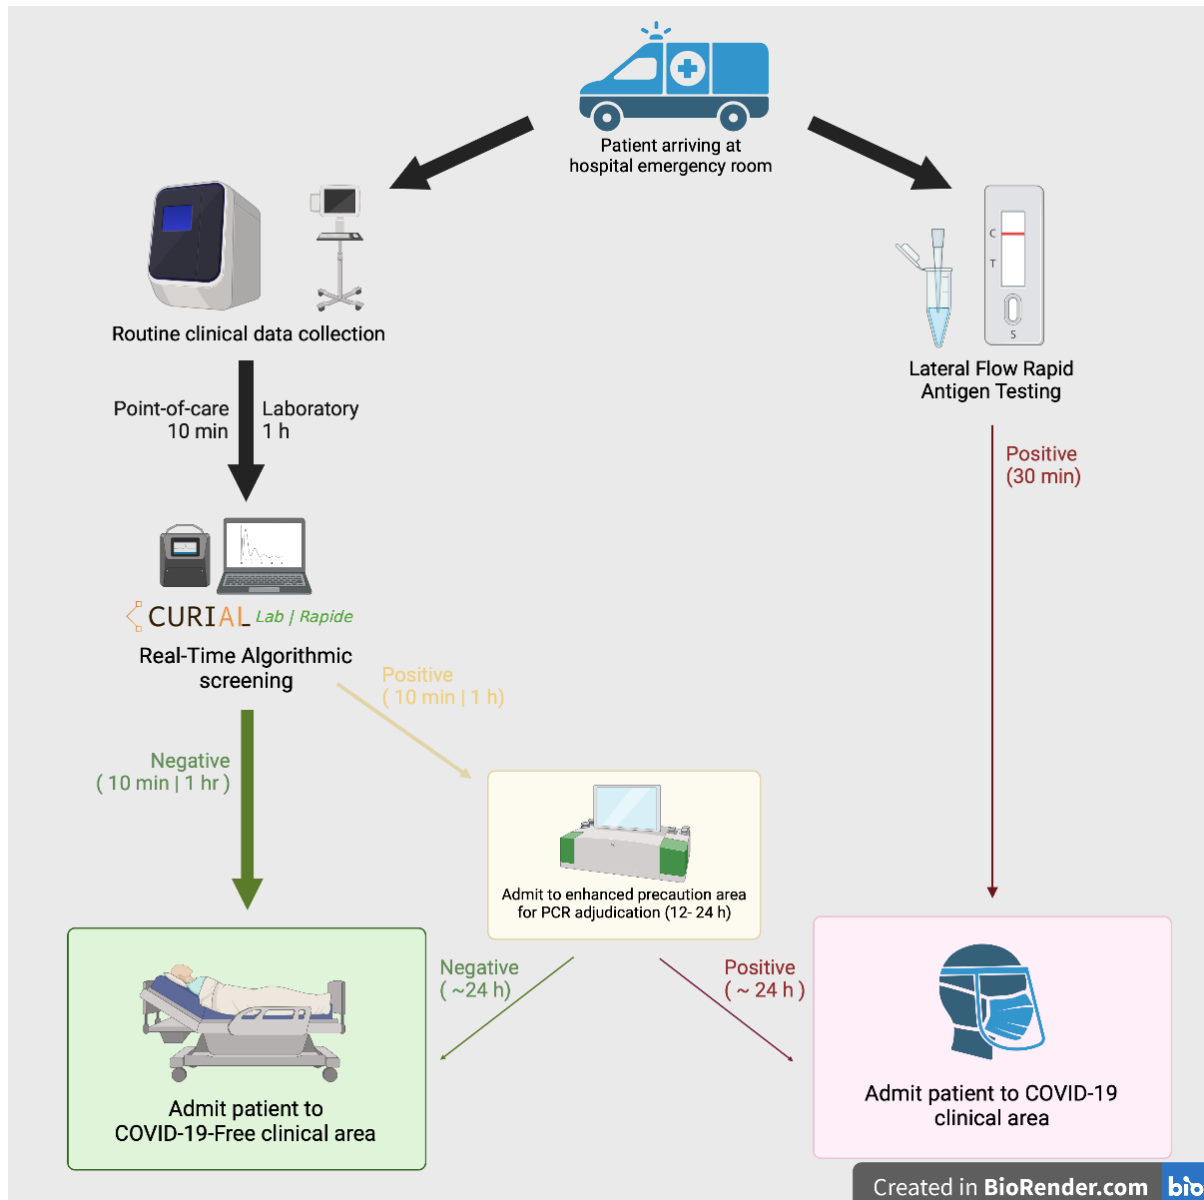 Patient arriving at
hospital emergency room
C
T
S
Routine clinical data collection
Lateral Flow Rapid
Antigen Testing
Point-of-care
10 min
Laboratory
1 h
Positive
(30 min)
CURIAL Lab | Rapide
Real-Time Algorithmic
screening
Positive
( 10 min | 1 h)
Negative
( 10 min | 1 hr )
Admit to enhanced precaution area
for PCR adjudication (12- 24 h)
Negative
( ~24 h)
Positive
( ~ 24 h )
Admit patient to
COVID-19-Free clinical area
Admit patient to COVID-19
clinical area
Created in BioRender.com bio